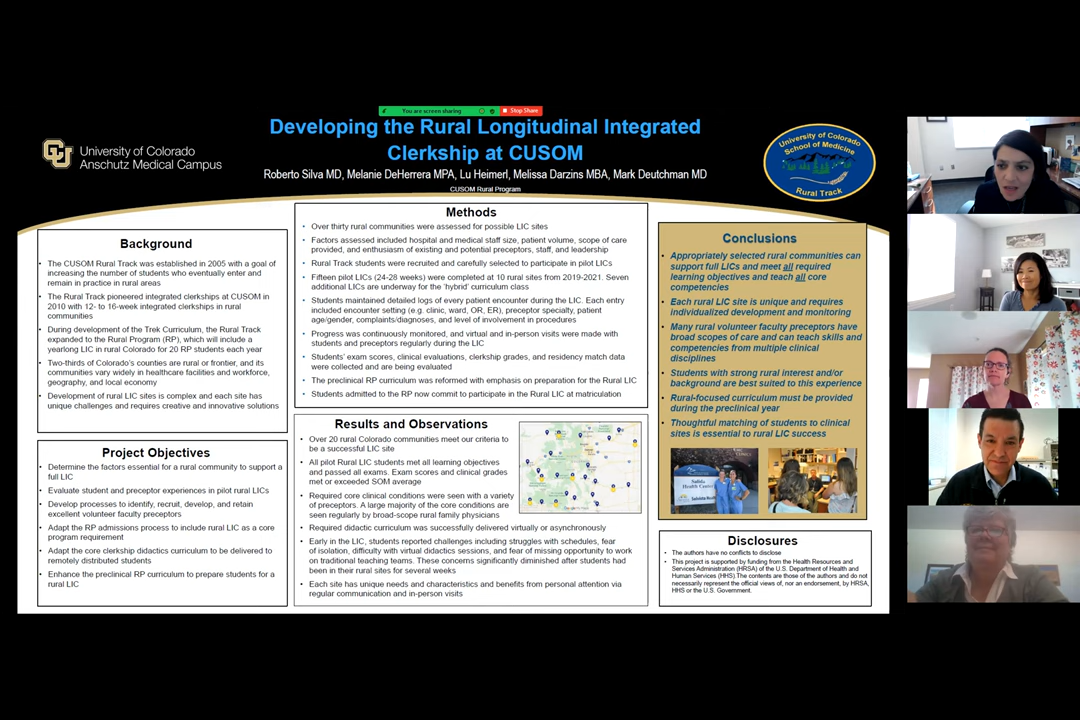 You are screen sharing
Stop Share
Developing the Rural Longitudinal Integrated
Clerkship at CUSOM
CU
University of Colorado
Anschutz Medical Campus
Roberto Silva MD, Melanie DeHerrera MPA, Lu Heimerl, Melissa Darzins MBA, Mark Deutchman MD
CUSOM Rural Program
University of Colorado
School of Medicine
Rural Track
Background
• The CUSOM Rural Track was established in 2005 with a goal of
increasing the number of students who eventually enter and
remain in practice in rural areas
• The Rural Track pioneered integrated clerkships at CUSOM in
2010 with 12- to 16-week integrated clerkships in rural
communities
• During development of the Trek Curriculum, the Rural Track
expanded to the Rural Program (RP), which will include a
yearlong LIC in rural Colorado for 20 RP students each year
• Two-thirds of Colorado's counties are rural or frontier, and its
communities vary widely in healthcare facilities and workforce,
geography, and local economy
• Development of rural LIC sites is complex and each site has
unique challenges and requires creative and innovative solutions
Project Objectives
• Determine the factors essential for a rural community to support a
full LIC
• Evaluate student and preceptor experiences in pilot rural LICs
• Develop processes to identify, recruit, develop, and retain
excellent volunteer faculty preceptors
• Adapt the RP admissions process to include rural LIC as a core
program requirement
• Adapt the core clerkship didactics curriculum to be delivered to
remotely distributed students
• Enhance the preclinical RP curriculum to prepare students for a
rural LIC
Methods
• Over thirty rural communities were assessed for possible LIC sites
• Factors assessed included hospital and medical staff size, patient volume, scope of care
provided, and enthusiasm of existing and potential preceptors, staff, and leadership
• Rural Track students were recruited and carefully selected to participate in pilot LICs
• Fifteen pilot LICs (24-28 weeks) were completed at 10 rural sites from 2019-2021. Seven
additional LICs are underway for the 'hybrid' curriculum class
• Students maintained detailed logs of every patient encounter during the LIC. Each entry
included encounter setting (e.g. clinic, ward, OR, ER), preceptor specialty, patient
age/gender, complaints/diagnoses, and level of involvement in procedures
• Progress was continuously monitored, and virtual and in-person visits were made with
students and preceptors regularly during the LIC
• Students' exam scores, clinical evaluations, clerkship grades, and residency match data
were collected and are being evaluated
• The preclinical RP curriculum was reformed with emphasis on preparation for the Rural LIC
• Students admitted to the RP now commit to participate in the Rural LIC at matriculation
Results and Observations
• Over 20 rural Colorado communities meet our criteria to
be a successful LIC site
• All pilot Rural LIC students met all learning objectives
and passed all exams. Exam scores and clinical grades
met or exceeded SOM average
• Required core clinical conditions were seen with a variety
of preceptors. A large majority of the core conditions are
seen regularly by broad-scope rural family physicians
• Required didactic curriculum was successfully delivered virtually or asynchronously
• Early in the LIC, students reported challenges including struggles with schedules, fear
of isolation, difficulty with virtual didactics sessions, and fear of missing opportunity to work
on traditional teaching teams. These concerns significantly diminished after students had
been in their rural sites for several weeks
• Each site has unique needs and characteristics and benefits from personal attention via
regular communication and in-person visits
Conclusions
• Appropriately selected rural communities can
support full LICs and meet all required
learning objectives and teach all core
competencies
• Each rural LIC site is unique and requires
individualized development and monitoring
• Many rural volunteer faculty preceptors have
broad scopes of care and can teach skills and
competencies from multiple clinical
disciplines
• Students with strong rural interest and/or
background are best suited to this experience
• Rural-focused curriculum must be provided
during the preclinical year
• Thoughtful matching of students to clinical
sites is essential to rural LIC success
Salida
Health Center
Disclosures
• The authors have no conflicts to disclose
• This project is supported by funding from the Health Resources and
Services Administration (HRSA) of the U.S. Department of Health and
Human Services (HHS).The contents are those of the authors and do not
necessarily represent the official views of, nor an endorsement, by HRSA,
HHS or the U.S. Government.